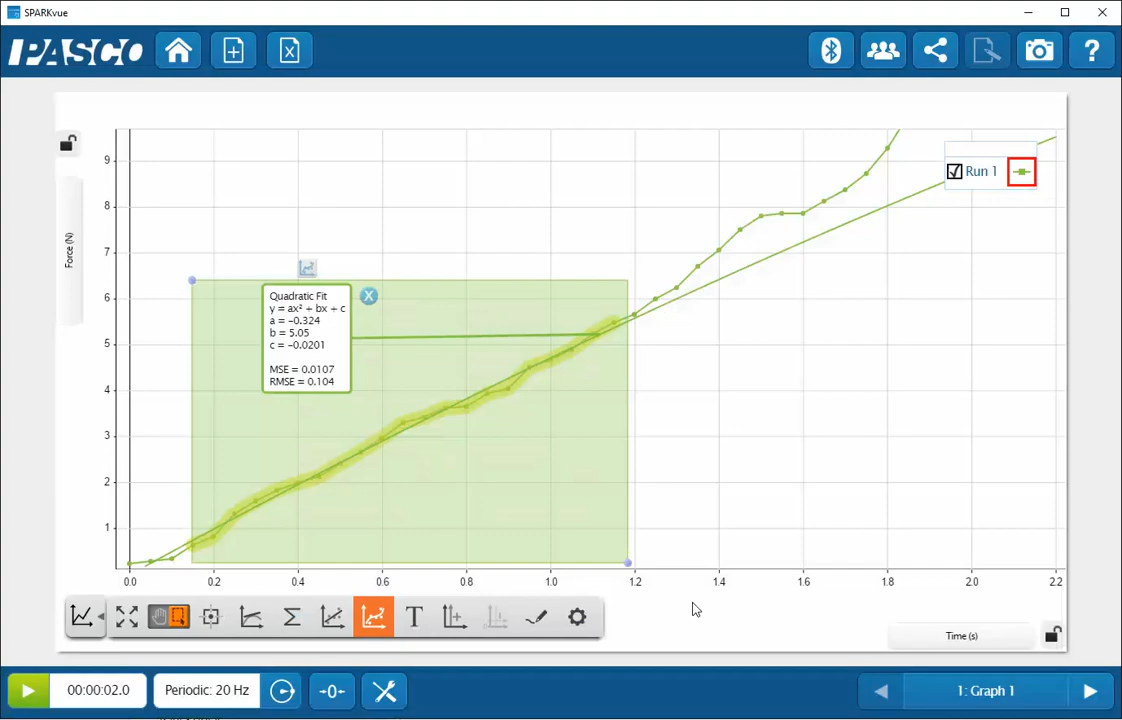 SPARKvue
PASCO
?
9
8
7
6
5
4
3
2
1
Force (N)
Run 1
Quadratic Fit
y = ax² + bx + c
a = −0.324
b = 5.05
c = −0.0201
MSE = 0.0107
RMSE = 0.104
0.0 0.2 0.4 0.6 0.8 1.0 1.2 1.4 1.6 1.8 2.0 2.2
Σ T
Time (s)
00:00:02.0 Periodic: 20 Hz →0← 1: Graph 1